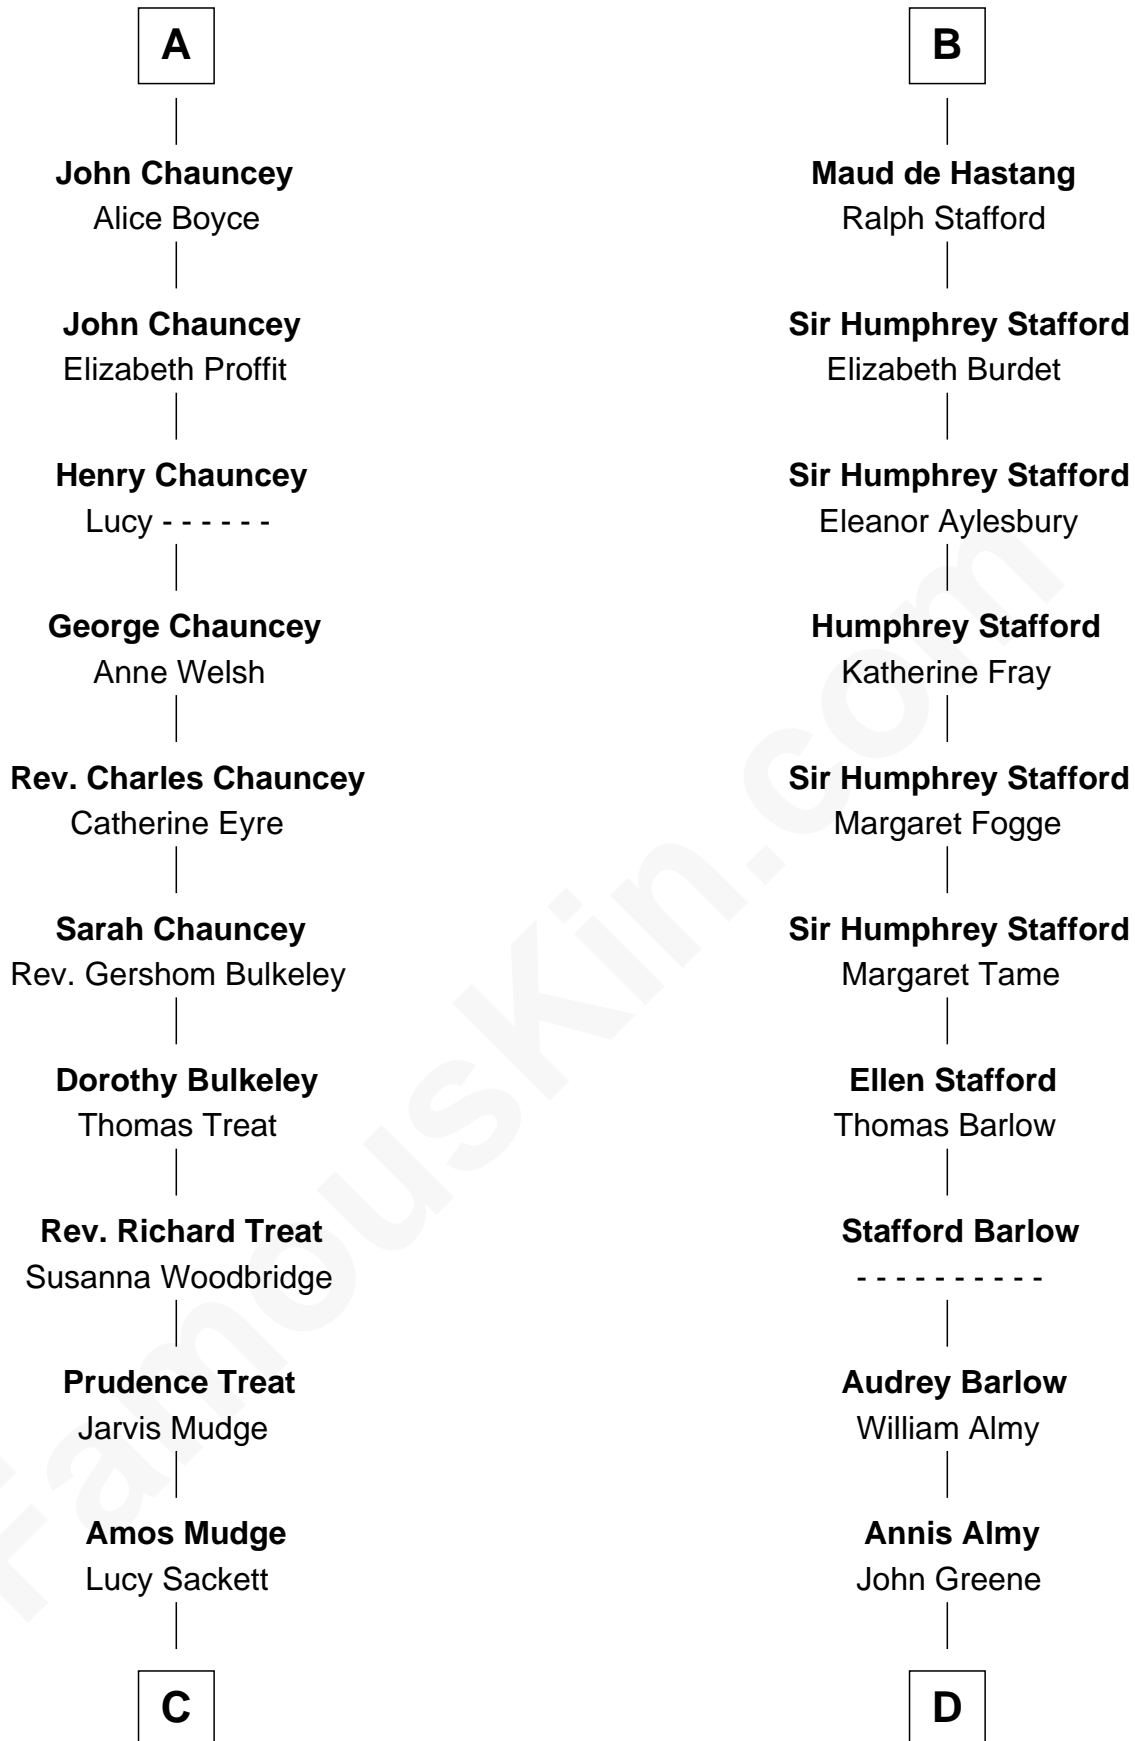 A
John Chauncey
Alice Boyce
John Chauncey
Elizabeth Proffit
Henry Chauncey
Lucy - - - - - -
George Chauncey
Anne Welsh
Rev. Charles Chauncey
Catherine Eyre
Sarah Chauncey
Rev. Gershom Bulkeley
Dorothy Bulkeley
Thomas Treat
Rev. Richard Treat
Susanna Woodbridge
Prudence Treat
Jarvis Mudge
Amos Mudge
Lucy Sackett
C
B
Maud de Hastang
Ralph Stafford
Sir Humphrey Stafford
Elizabeth Burdet
Sir Humphrey Stafford
Eleanor Aylesbury
Humphrey Stafford
Katherine Fray
Sir Humphrey Stafford
Margaret Fogge
Sir Humphrey Stafford
Margaret Tame
Ellen Stafford
Thomas Barlow
Stafford Barlow
- - - - - - - - - -
Audrey Barlow
William Almy
Annis Almy
John Greene
D
FamousKin.com